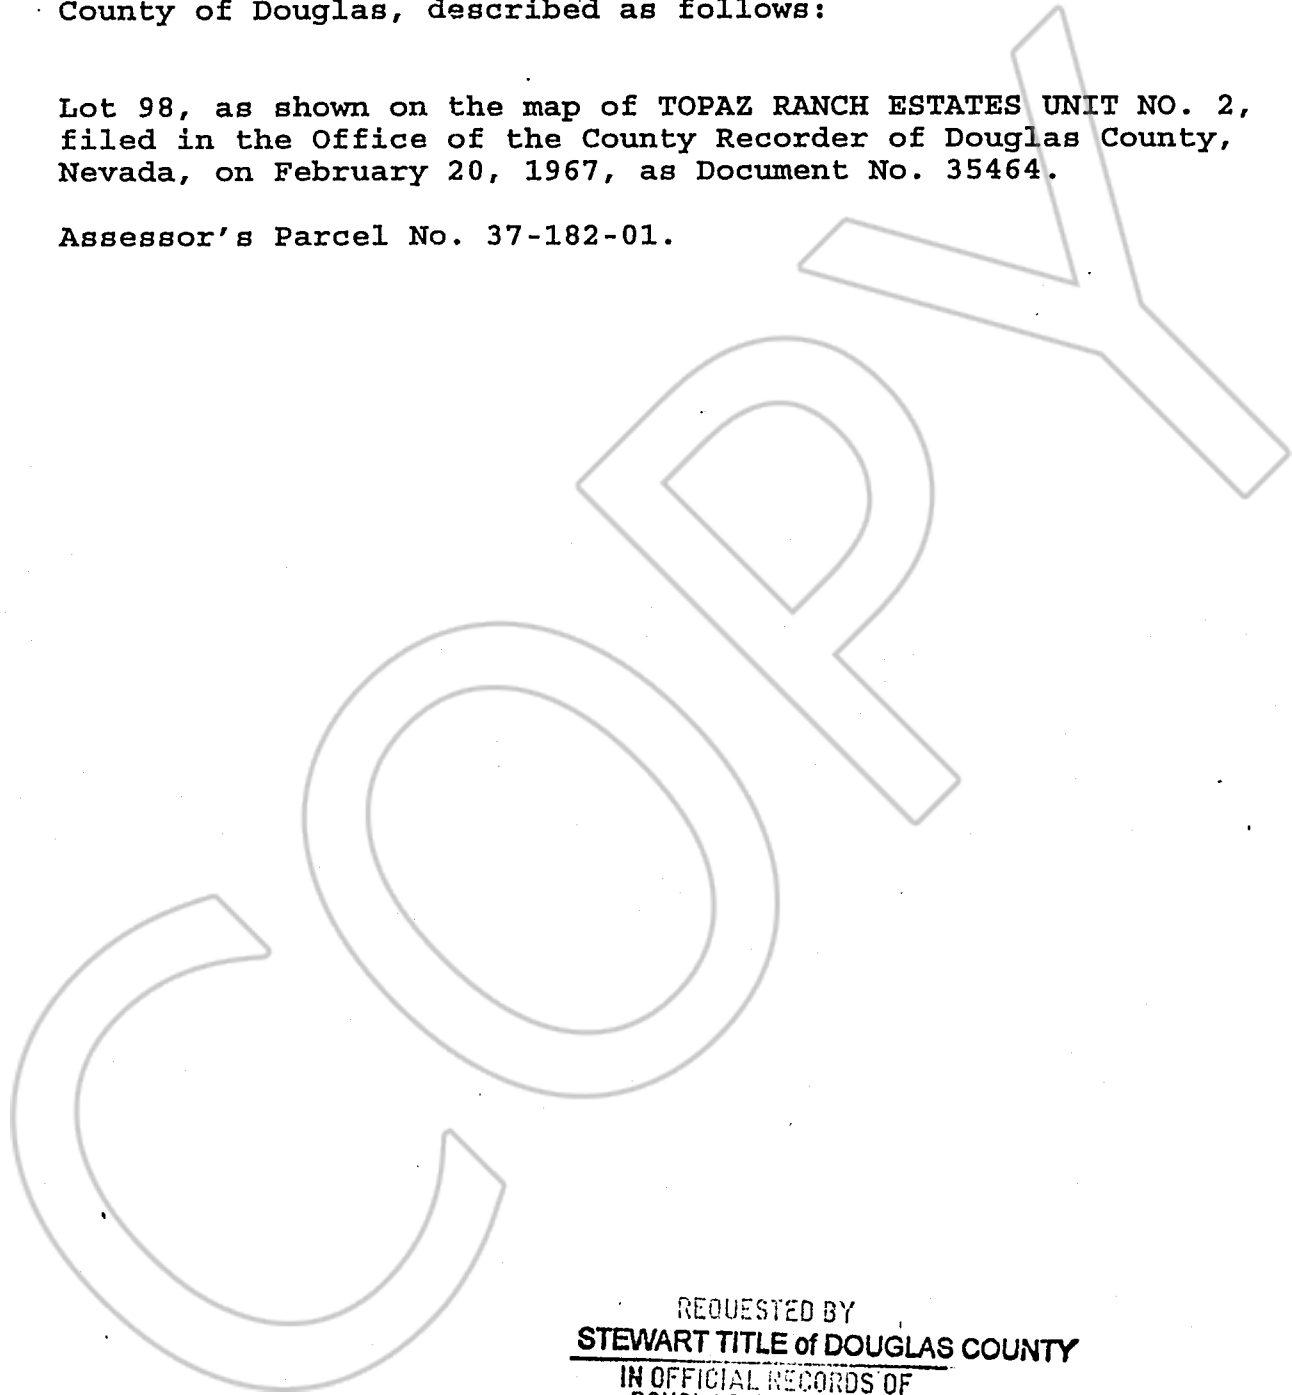 County of Douglas, described as follows:
Lot 98, as shown on the map of TOPAZ RANCH ESTATES UNIT NO. 2,
filed in the Office of the County Recorder of Douglas County,
Nevada, on February 20, 1967, as Document No. 35464.
Assessor's Parcel No. 37-182-01.
COPY
REQUESTED BY
STEWART TITLE of DOUGLAS COUNTY
IN OFFICIAL RECORDS OF